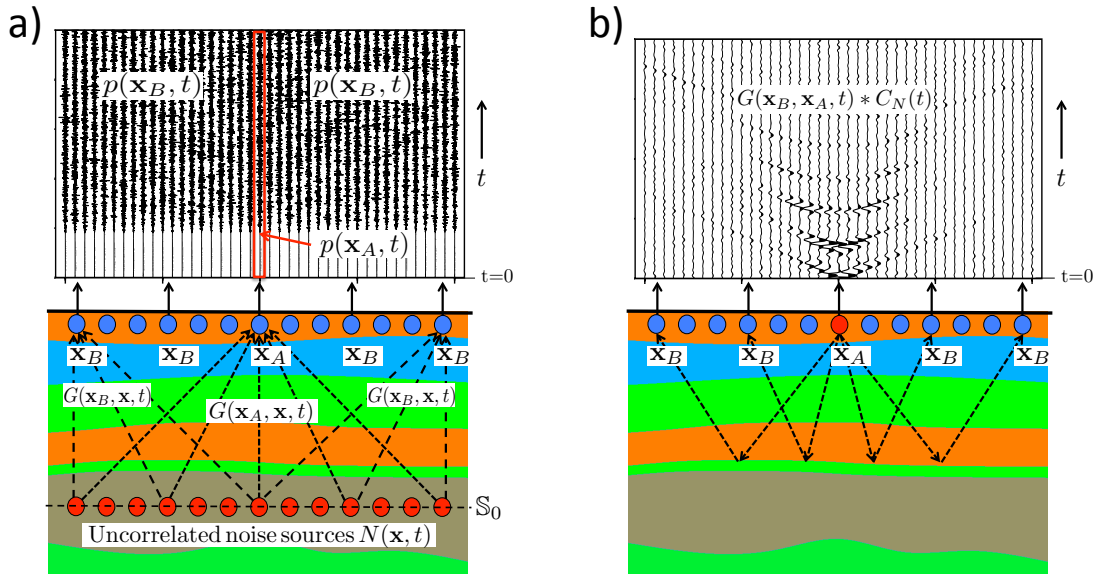 a)
p(𝐱_B, t)
p(𝐱_B, t)
t
p(𝐱_A, t)
t=0
𝐱_B
𝐱_B
𝐱_A
𝐱_B
𝐱_B
G(𝐱_B, 𝐱, t)
G(𝐱_A, 𝐱, t)
G(𝐱_B, 𝐱, t)
𝕊_0
Uncorrelated noise sources N(𝐱, t)
b)
G(𝐱_B, 𝐱_A, t) ∗ C_N(t)
t
t=0
𝐱_B
𝐱_B
𝐱_A
𝐱_B
𝐱_B